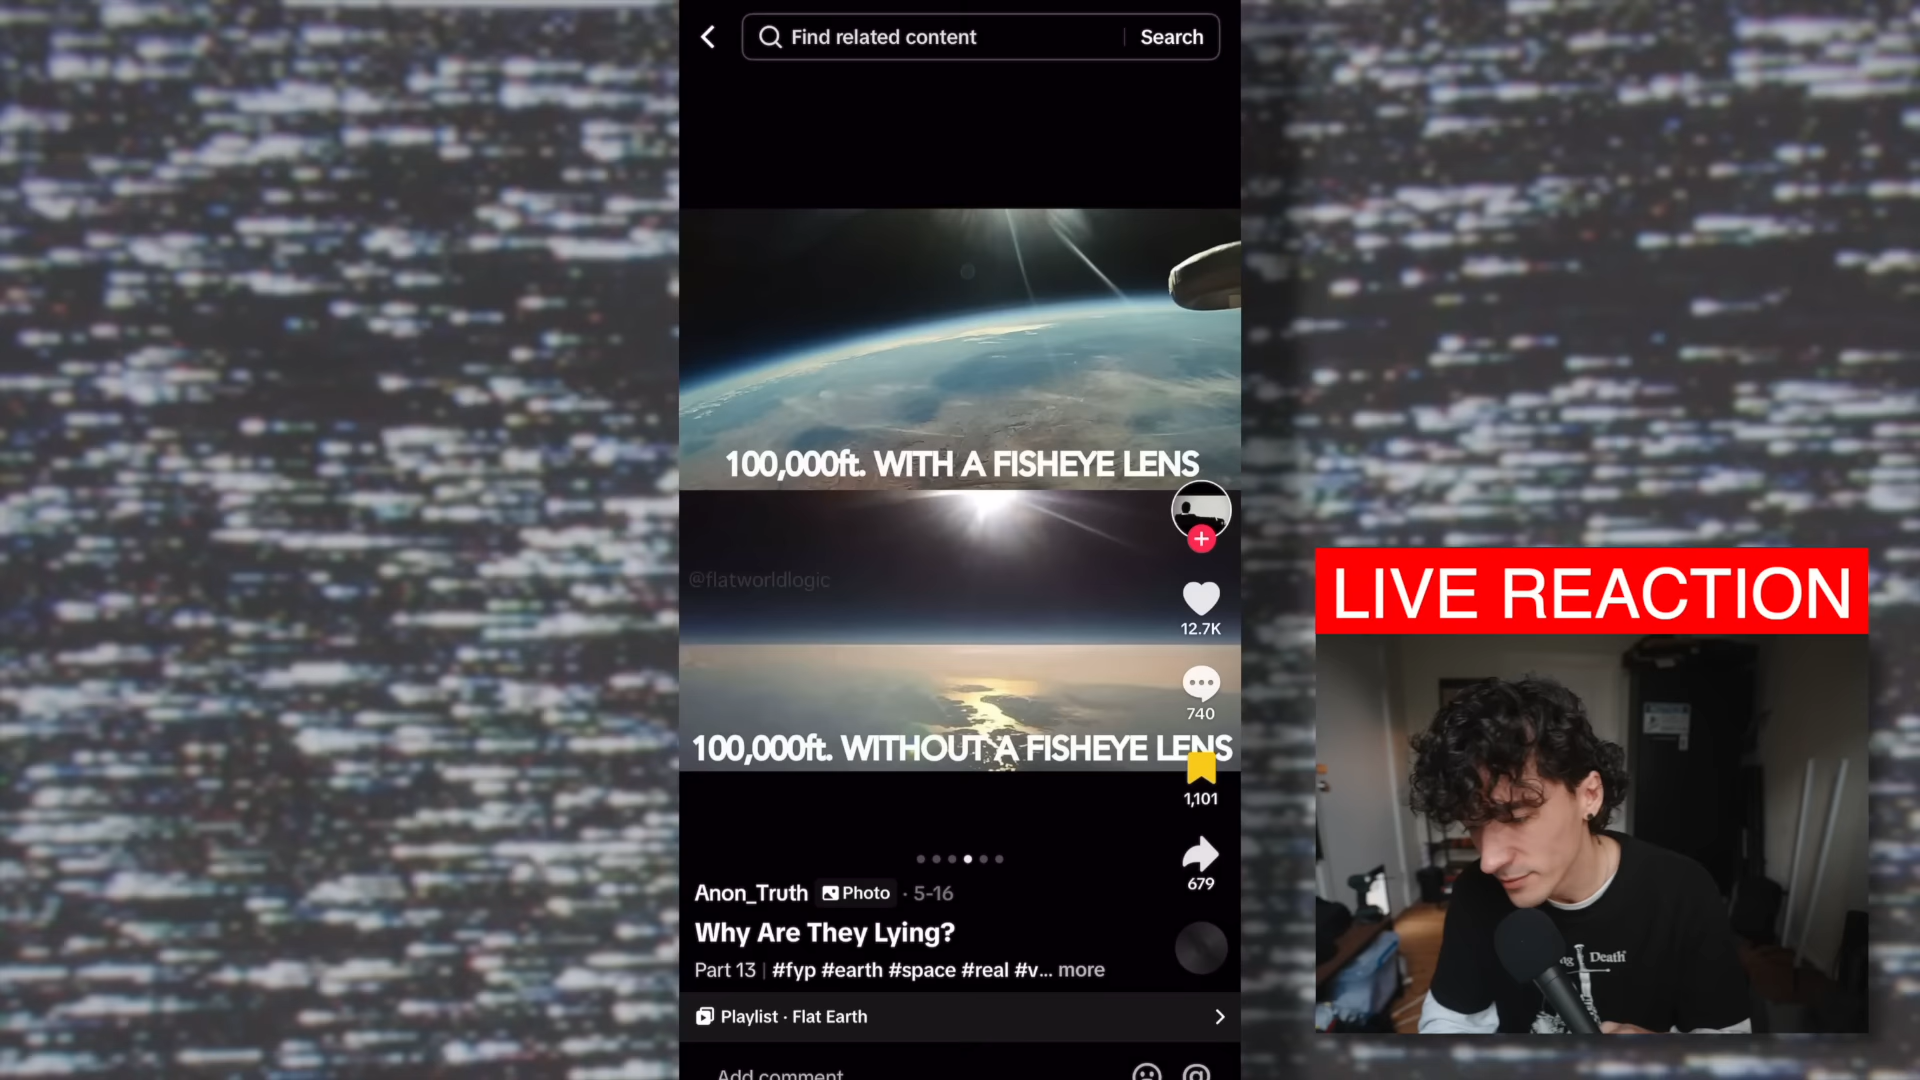 Find related content
Search
100,000ft. WITH A FISHEYE LENS
@flatworldlogic
12.7K
740
100,000ft. WITHOUT A FISHEYE LENS
1,101
679
Anon_Truth Photo · 5-16
Why Are They Lying?
Part 13 | #fyp #earth #space #real #v... more
Playlist · Flat Earth
Add comment
LIVE REACTION
Death